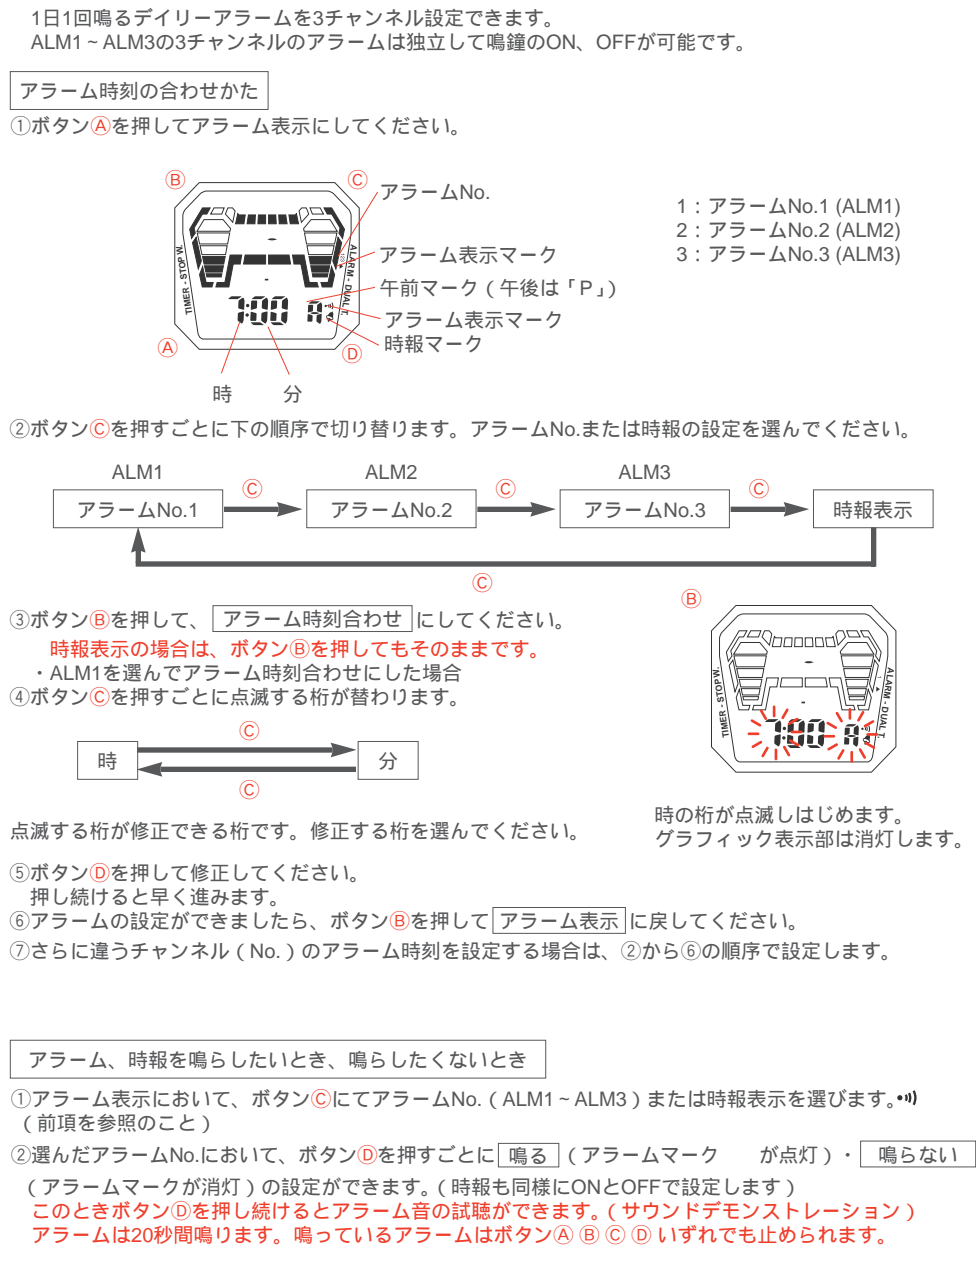 1日1回鳴るデイリーアラームを3チャンネル設定できます。
ALM1～ALM3の3チャンネルのアラームは独立して鳴鐘のON、OFFが可能です。
アラーム時刻の合わせかた
①ボタンⒶを押してアラーム表示にしてください。
Ⓑ
Ⓒ
アラームNo.
アラーム表示マーク
午前マーク（午後は「P」）
アラーム表示マーク
時報マーク
TIMER - STOP W.
ALARM - DUAL T.
7:00 A
Ⓐ
Ⓓ
時 分
1：アラームNo.1 (ALM1)
2：アラームNo.2 (ALM2)
3：アラームNo.3 (ALM3)
②ボタンⒸを押すごとに下の順序で切り替ります。アラームNo.または時報の設定を選んでください。
ALM1 ALM2 ALM3
アラームNo.1 Ⓒ アラームNo.2 Ⓒ アラームNo.3 Ⓒ 時報表示
Ⓒ
③ボタンⒷを押して、 アラーム時刻合わせ にしてください。
時報表示の場合は、ボタンⒷを押してもそのままです。
・ALM1を選んでアラーム時刻合わせにした場合
④ボタンⒸを押すごとに点滅する桁が替わります。
Ⓒ
時 分
Ⓒ
点滅する桁が修正できる桁です。修正する桁を選んでください。
Ⓑ
TIMER - STOP W.
ALARM - DUAL T.
7:00 A
時の桁が点滅しはじめます。
グラフィック表示部は消灯します。
⑤ボタンⒹを押して修正してください。
押し続けると早く進みます。
⑥アラームの設定ができましたら、ボタンⒷを押して アラーム表示 に戻してください。
⑦さらに違うチャンネル（No.）のアラーム時刻を設定する場合は、②から⑥の順序で設定します。
アラーム、時報を鳴らしたいとき、鳴らしたくないとき
①アラーム表示において、ボタンⒸにてアラームNo.（ALM1～ALM3）または時報表示を選びます。
（前項を参照のこと）
②選んだアラームNo.において、ボタンⒹを押すごとに 鳴る （アラームマーク が点灯）・ 鳴らない
（アラームマークが消灯）の設定ができます。（時報も同様にONとOFFで設定します）
このときボタンⒹを押し続けるとアラーム音の試聴ができます。（サウンドデモンストレーション）
アラームは20秒間鳴ります。鳴っているアラームはボタンⒶ Ⓑ Ⓒ Ⓓ いずれでも止められます。